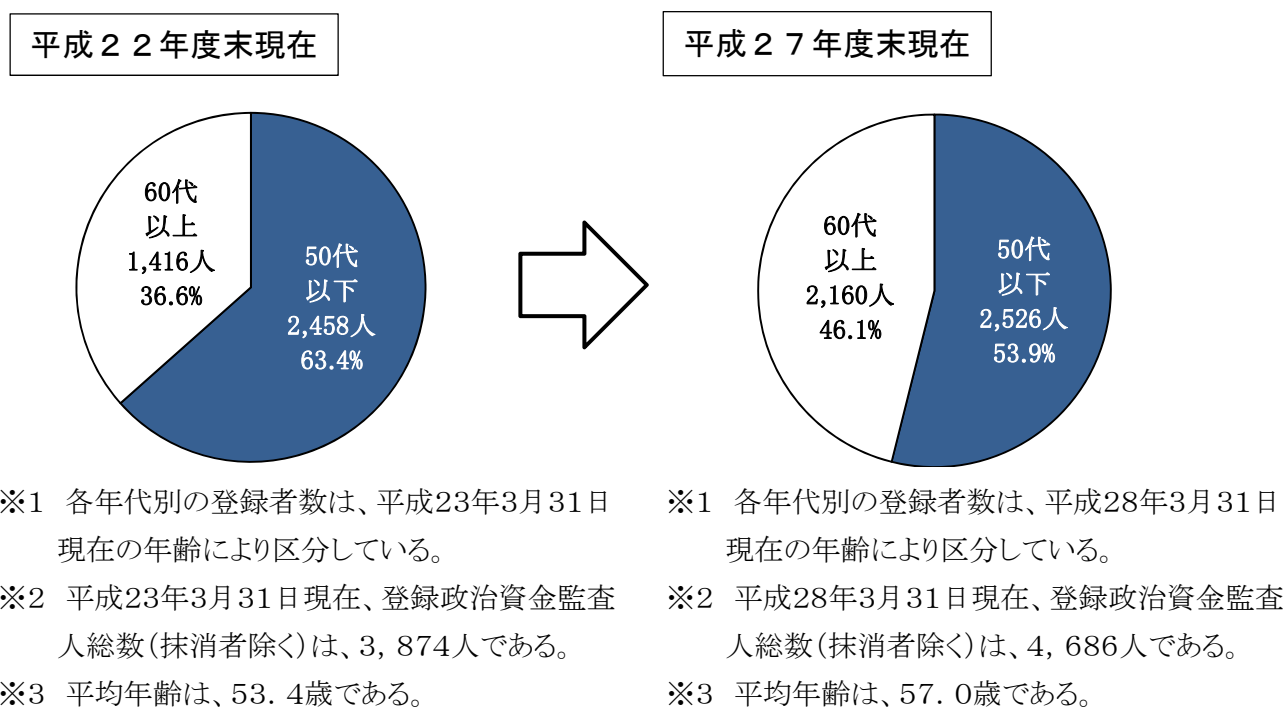 平成２２年度末現在
60代
以上
1,416人
36.6%
50代
以下
2,458人
63.4%
※1 各年代別の登録者数は、平成23年3月31日
現在の年齢により区分している。
※2 平成23年3月31日現在、登録政治資金監査
人総数(抹消者除く)は、3,874人である。
※3 平均年齢は、53.4歳である。
平成２７年度末現在
60代
以上
2,160人
46.1%
50代
以下
2,526人
53.9%
※1 各年代別の登録者数は、平成28年3月31日
現在の年齢により区分している。
※2 平成28年3月31日現在、登録政治資金監査
人総数(抹消者除く)は、4,686人である。
※3 平均年齢は、57.0歳である。